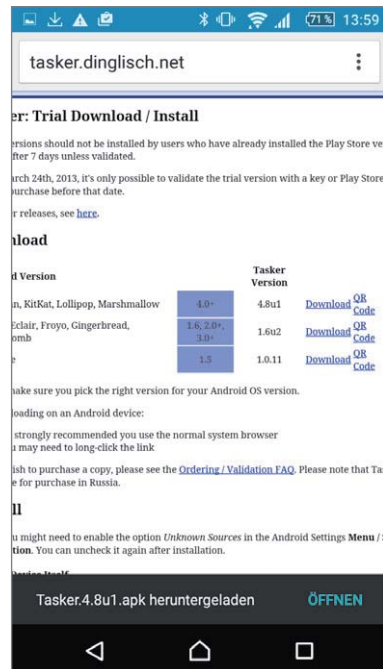 71 % 13:59
tasker.dinglisch.net
er: Trial Download / Install
ersions should not be installed by users who have already installed the Play Store ve
fter 7 days unless validated.
arch 24th, 2013, it's only possible to validate the trial version with a key or Play Store
purchase before that date.
r releases, see here.
nload
d Version Tasker Version
n, KitKat, Lollipop, Marshmallow 4.0+ 4.8u1 Download QR Code
Eclair, Froyo, Gingerbread, 1.6, 2.0+, 1.6u2 Download QR
omb 3.0+ Code
e 1.5 1.0.11 Download QR Code
make sure you pick the right version for your Android OS version.
loading on an Android device:
strongly recommended you use the normal system browser
u may need to long-click the link
ish to purchase a copy, please see the Ordering / Validation FAQ. Please note that Ta
e for purchase in Russia.
ll
u might need to enable the option Unknown Sources in the Android Settings Menu / S
tion. You can uncheck it again after installation.
Device Itself
Tasker.4.8u1.apk heruntergeladen ÖFFNEN